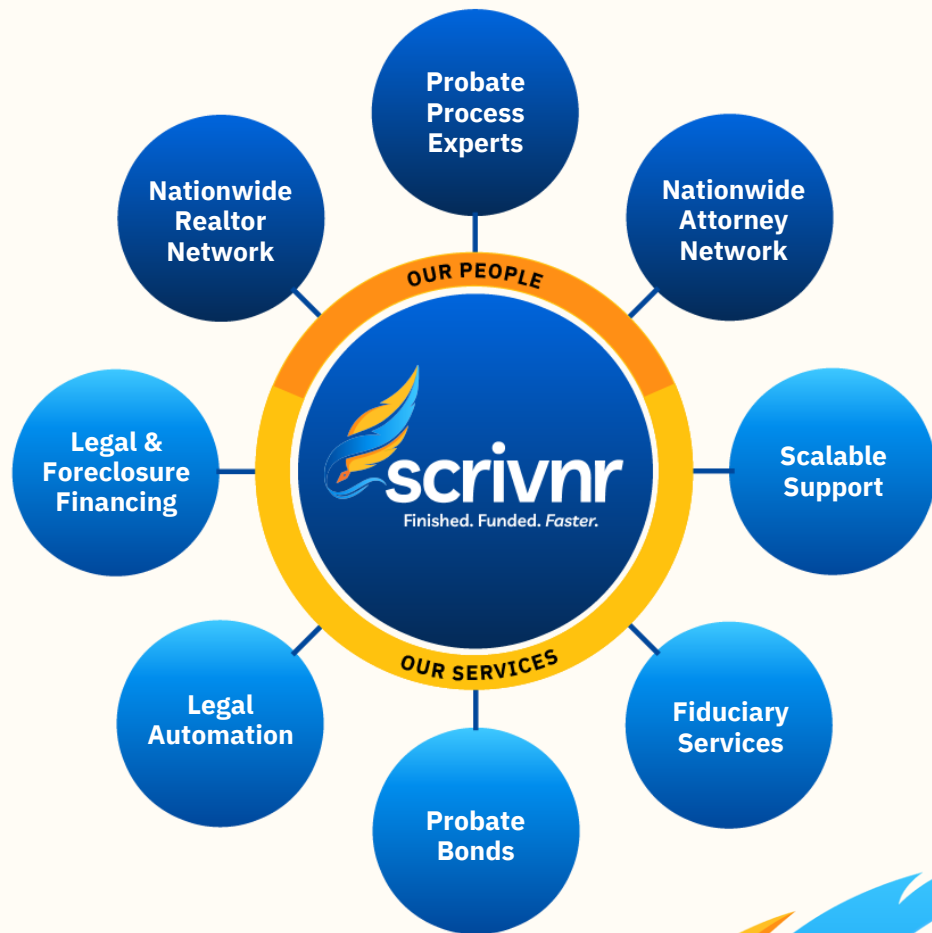 Probate
Process
Experts
Nationwide
Realtor
Network
Nationwide
Attorney
Network
OUR PEOPLE
Legal &
Foreclosure
Financing
scrivnr
Finished. Funded. Faster.
Scalable
Support
OUR SERVICES
Legal
Automation
Fiduciary
Services
Probate
Bonds